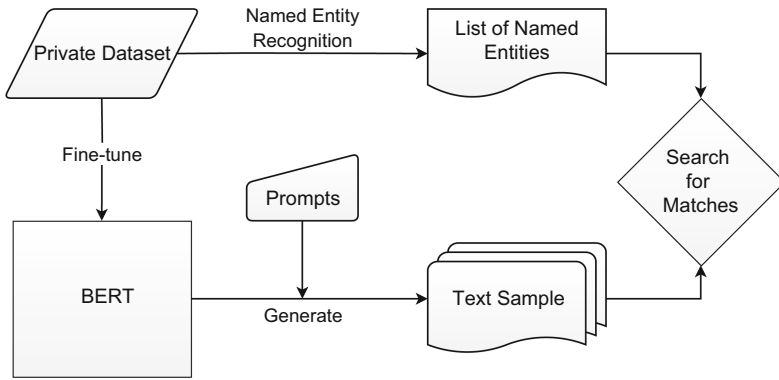 Private Dataset
Named Entity
Recognition
List of Named
Entities
Fine-tune
Search
for
Matches
Prompts
BERT
Generate
Text Sample